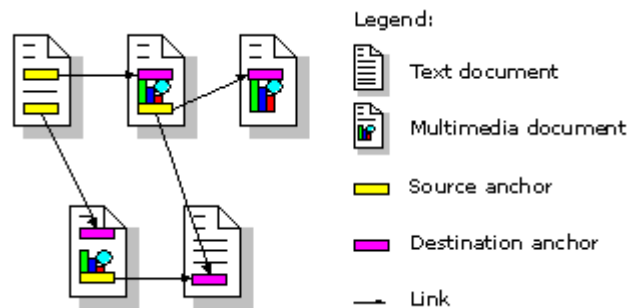 Legend:
Text document
Multimedia document
Source anchor
Destination anchor
Link